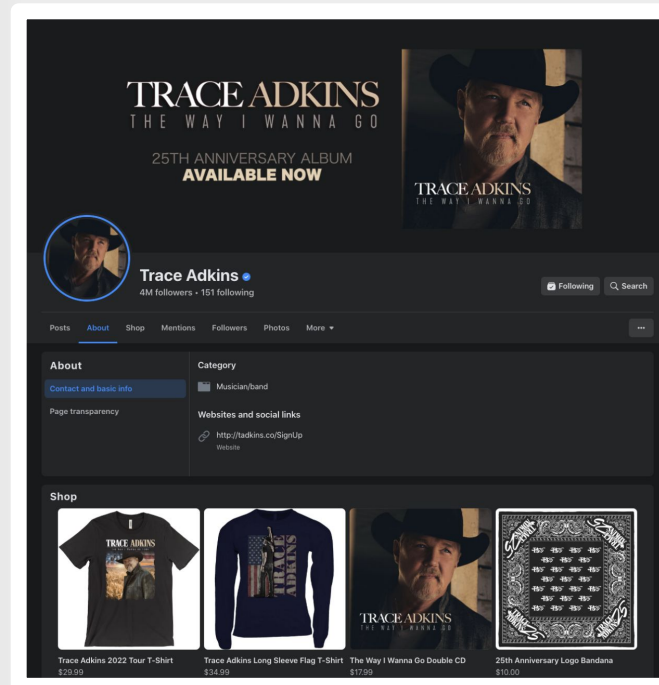 TRACE ADKINS
THE WAY I WANNA GO
25TH ANNIVERSARY ALBUM
AVAILABLE NOW
TRACE ADKINS
THE WAY I WANNA GO
Trace Adkins
4M followers • 151 following
Following
Search
Posts
About
Shop
Mentions
Followers
Photos
More
About
Contact and basic info
Page transparency
Category
Musician/band
Websites and social links
http://tadkins.co/SignUp
Website
Shop
TRACE ADKINS
TRACE
ADKINS
TRACE ADKINS
THE WAY I WANNA GO
Trace Adkins 2022 Tour T-Shirt
$29.99
Trace Adkins Long Sleeve Flag T-Shirt
$34.99
The Way I Wanna Go Double CD
$17.99
25th Anniversary Logo Bandana
$10.00